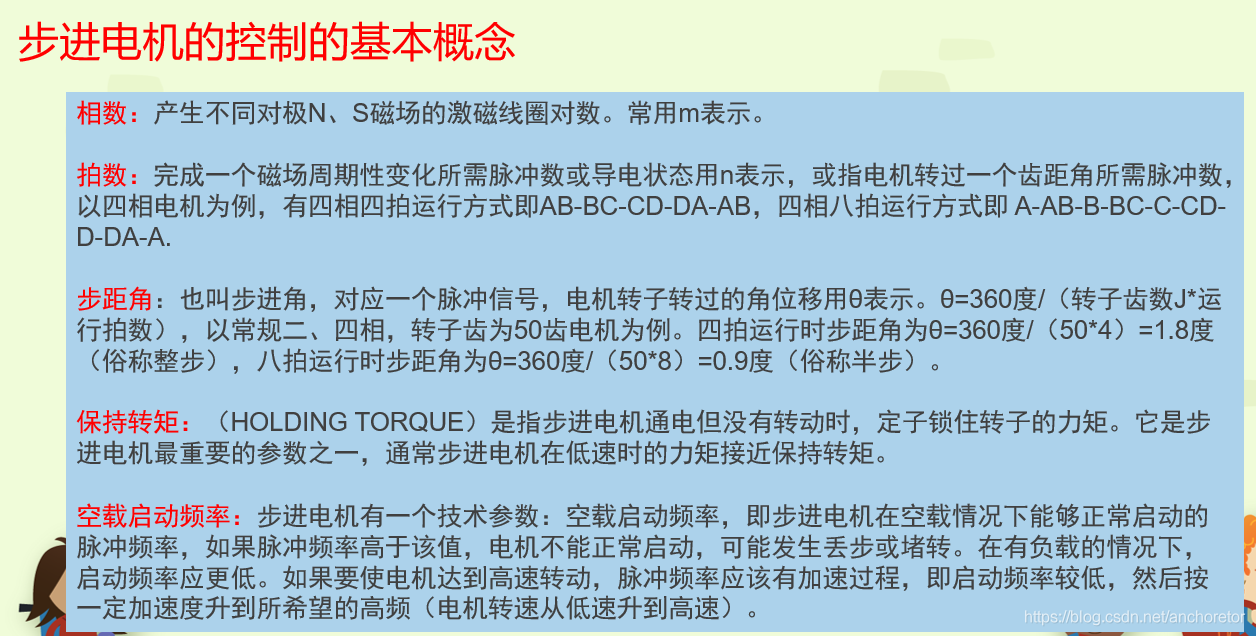 步进电机的控制的基本概念
相数：产生不同对极N、S磁场的激磁线圈对数。常用m表示。
拍数：完成一个磁场周期性变化所需脉冲数或导电状态用n表示，或指电机转过一个齿距角所需脉冲数，
以四相电机为例，有四相四拍运行方式即AB-BC-CD-DA-AB，四相八拍运行方式即 A-AB-B-BC-C-CD-
D-DA-A.
步距角：也叫步进角，对应一个脉冲信号，电机转子转过的角位移用θ表示。θ=360度/（转子齿数J*运
行拍数），以常规二、四相，转子齿为50齿电机为例。四拍运行时步距角为θ=360度/（50*4）=1.8度
（俗称整步），八拍运行时步距角为θ=360度/（50*8）=0.9度（俗称半步）。
保持转矩：（HOLDING TORQUE）是指步进电机通电但没有转动时，定子锁住转子的力矩。它是步
进电机最重要的参数之一，通常步进电机在低速时的力矩接近保持转矩。
空载启动频率：步进电机有一个技术参数：空载启动频率，即步进电机在空载情况下能够正常启动的
脉冲频率，如果脉冲频率高于该值，电机不能正常启动，可能发生丢步或堵转。在有负载的情况下，
启动频率应更低。如果要使电机达到高速转动，脉冲频率应该有加速过程，即启动频率较低，然后按
一定加速度升到所希望的高频（电机转速从低速升到高速）。
https://blog.csdn.net/anchoretor